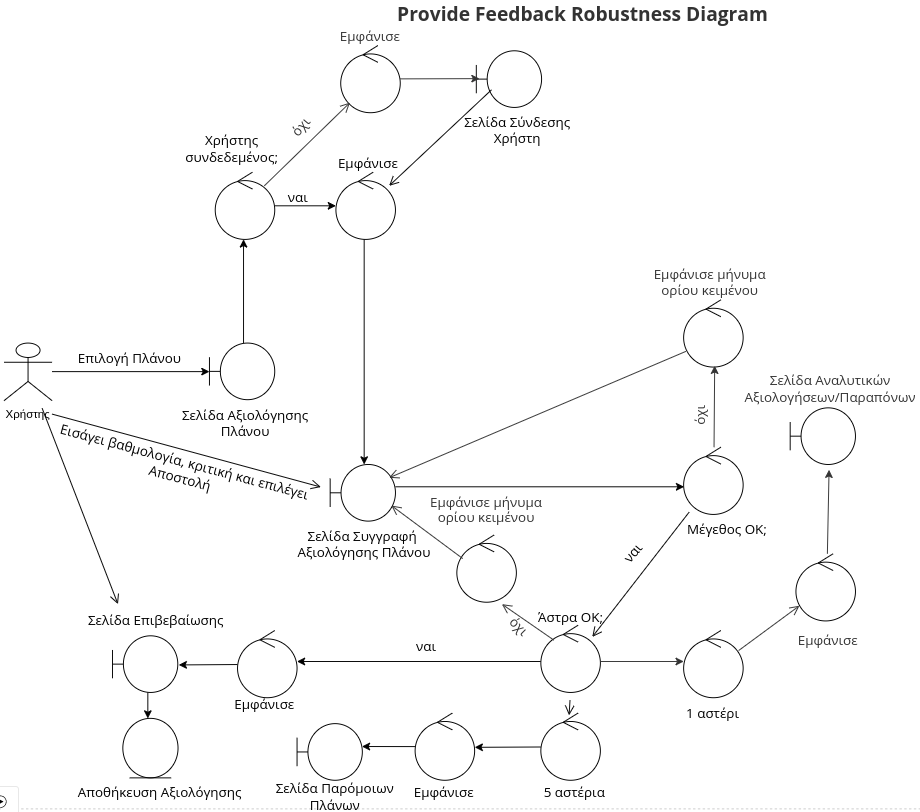 Provide Feedback Robustness Diagram
Εμφάνισε
Σελίδα Σύνδεσης
Χρήστη
όχι
Χρήστης
συνδεδεμένος;
Εμφάνισε
ναι
Εμφάνισε μήνυμα
ορίου κειμένου
Επιλογή Πλάνου
Σελίδα Αναλυτικών
Αξιολογήσεων/Παραπόνων
Χρήστης
Σελίδα Αξιολόγησης
Πλάνου
όχι
Εισάγει βαθμολογία, κριτική και επιλέγει
Αποστολή
Εμφάνισε μήνυμα
ορίου κειμένου
Μέγεθος ΟΚ;
Σελίδα Συγγραφή
Αξιολόγησης Πλάνου
ναι
Σελίδα Επιβεβαίωσης
Άστρα ΟΚ;
όχι
Εμφάνισε
ναι
Εμφάνισε
1 αστέρι
Αποθήκευση Αξιολόγησης
Σελίδα Παρόμοιων
Πλάνων
Εμφάνισε
5 αστέρια